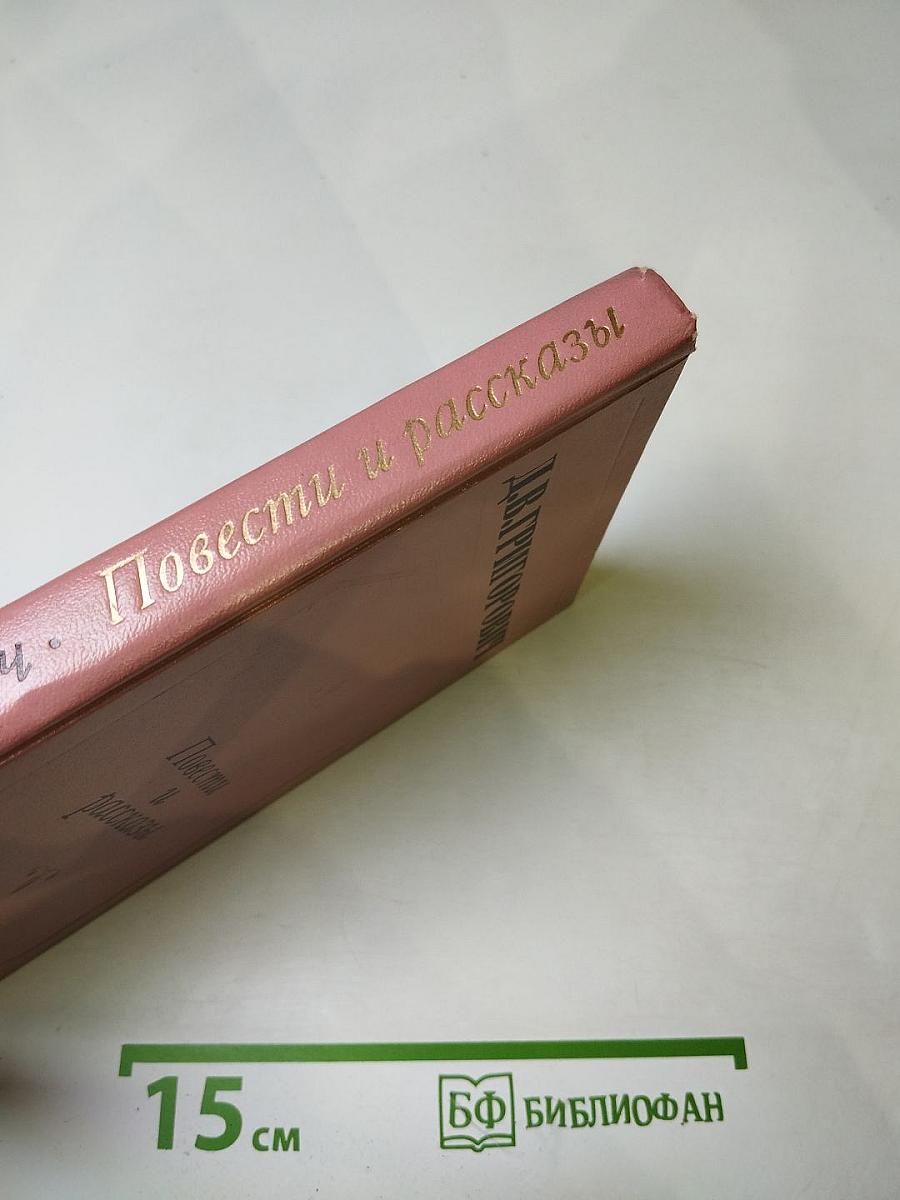 ч · Повести и рассказы
Д.В.ГРИГОРОВИЧ
Повести
и
рассказы
15 см
БФ БИБЛИОФАН